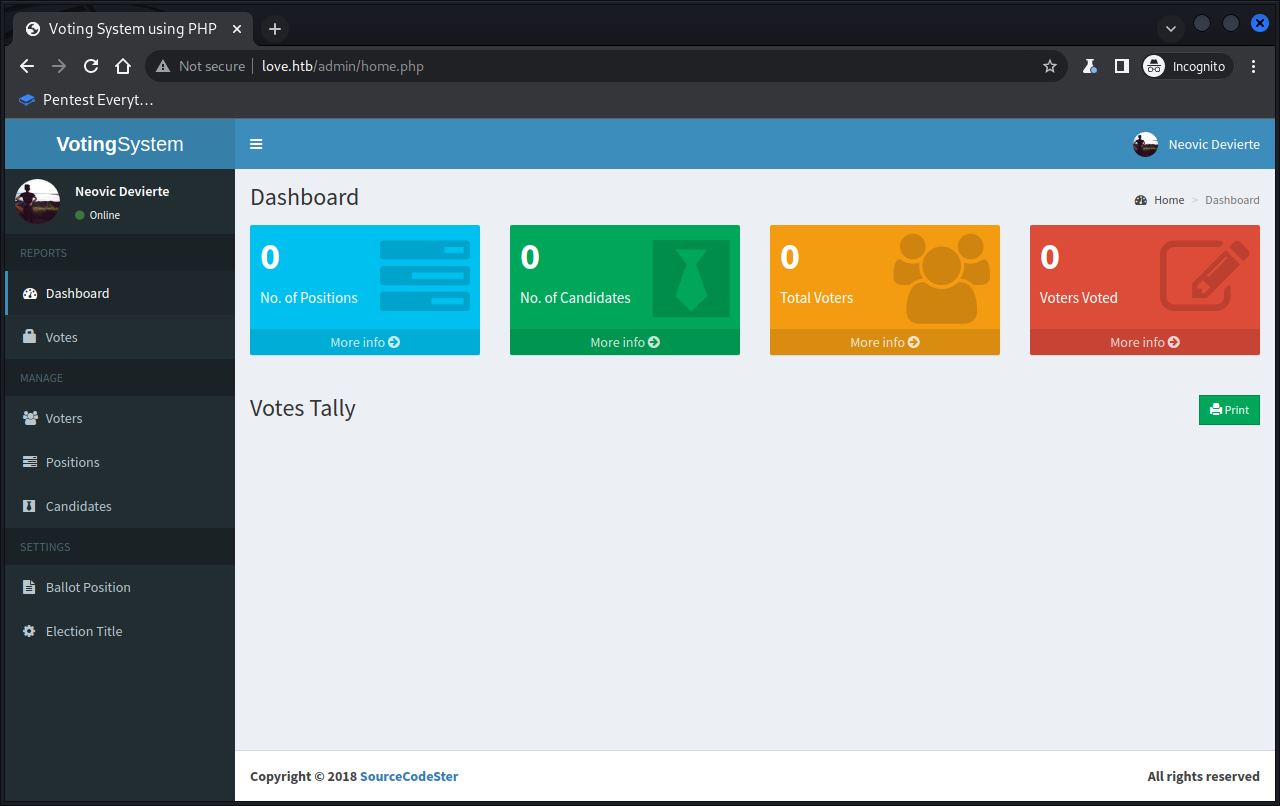 Voting System using PHP
Not secure love.htb/admin/home.php Incognito
Pentest Everyt...
VotingSystem Neovic Devierte
Neovic Devierte
Online
REPORTS
Dashboard
Votes
MANAGE
Voters
Positions
Candidates
SETTINGS
Ballot Position
Election Title
Dashboard Home > Dashboard
0 0 0 0
No. of Positions No. of Candidates Total Voters Voters Voted
More info More info More info More info
Votes Tally Print
Copyright © 2018 SourceCodeSter All rights reserved